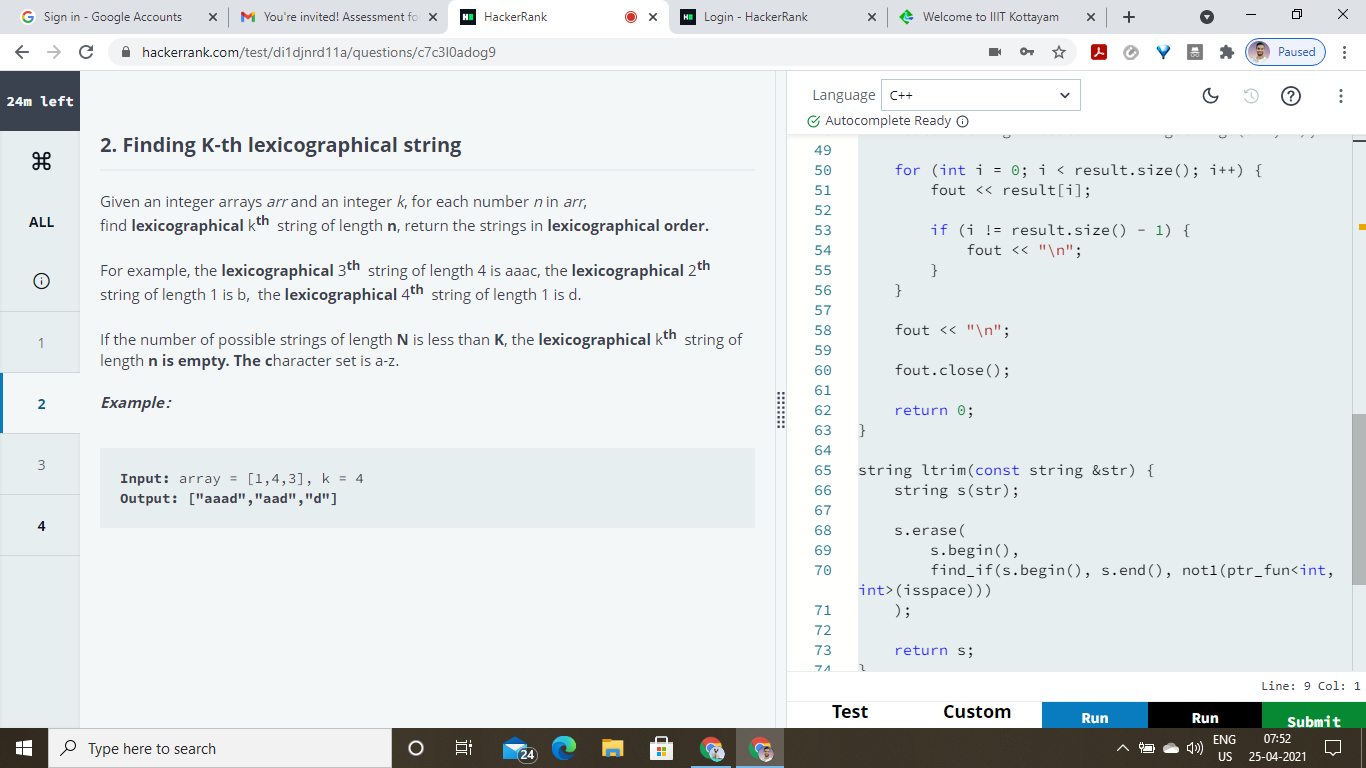 Sign in - Google Accounts
You're invited! Assessment fo
HackerRank
Login - HackerRank
Welcome to IIIT Kottayam
hackerrank.com/test/di1djnrd11a/questions/c7c3l0adog9
Paused
24m left
ALL
1
2
3
4
2. Finding K-th lexicographical string
Given an integer arrays arr and an integer k, for each number n in arr,
find lexicographical kth string of length n, return the strings in lexicographical order.
For example, the lexicographical 3th string of length 4 is aaac, the lexicographical 2th
string of length 1 is b, the lexicographical 4th string of length 1 is d.
If the number of possible strings of length N is less than K, the lexicographical kth string of
length n is empty. The character set is a-z.
Example:
Input: array = [1,4,3], k = 4
Output: ["aaad","aad","d"]
Language C++
Autocomplete Ready
49
50 for (int i = 0; i < result.size(); i++) {
51 fout << result[i];
52
53 if (i != result.size() - 1) {
54 fout << "\n";
55 }
56 }
57
58 fout << "\n";
59
60 fout.close();
61
62 return 0;
63 }
64
65 string ltrim(const string &str) {
66 string s(str);
67
68 s.erase(
69 s.begin(),
70 find_if(s.begin(), s.end(), not1(ptr_fun<int,
int>(isspace)))
71 );
72
73 return s;
74 }
Line: 9 Col: 1
Test Custom Run Run Submit
Type here to search
24
ENG
US
07:52
25-04-2021